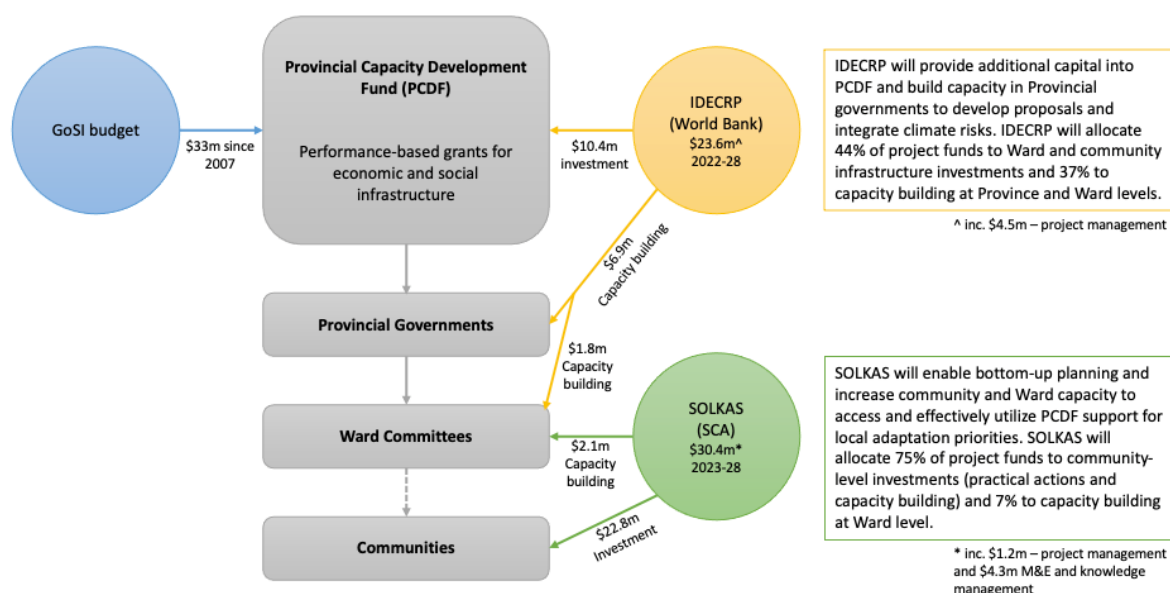 GoSI budget
$33m since
2007
Provincial Capacity Development
Fund (PCDF)
Performance-based grants for
economic and social
infrastructure
$10.4m
investment
IDECRP
(World Bank)
$23.6m^
2022-28
IDECRP will provide additional capital into
PCDF and build capacity in Provincial
governments to develop proposals and
integrate climate risks. IDECRP will allocate
44% of project funds to Ward and community
infrastructure investments and 37% to
capacity building at Province and Ward levels.
^ inc. $4.5m – project management
$6.9m
Capacity building
Provincial Governments
$1.8m
Capacity
building
Ward Committees
$2.1m
Capacity
building
SOLKAS
(SCA)
$30.4m*
2023-28
SOLKAS will enable bottom-up planning and
increase community and Ward capacity to
access and effectively utilize PCDF support for
local adaptation priorities. SOLKAS will
allocate 75% of project funds to community-
level investments (practical actions and
capacity building) and 7% to capacity building
at Ward level.
$22.8m
Investment
Communities
* inc. $1.2m – project management
and $4.3m M&E and knowledge
management